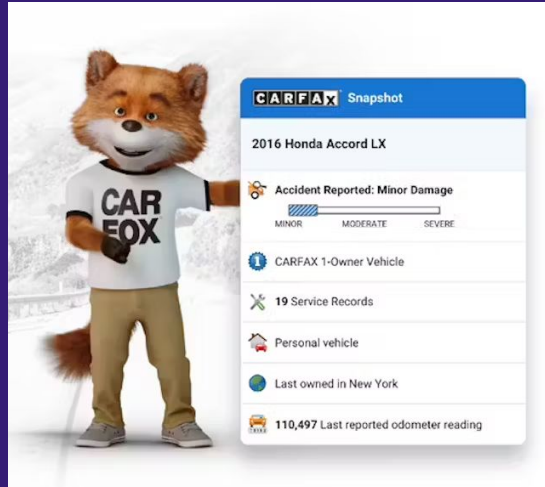 CAR
FOX
CARFAX Snapshot
2016 Honda Accord LX
Accident Reported: Minor Damage
MINOR MODERATE SEVERE
1
CARFAX 1-Owner Vehicle
19 Service Records
Personal vehicle
Last owned in New York
110,497 Last reported odometer reading